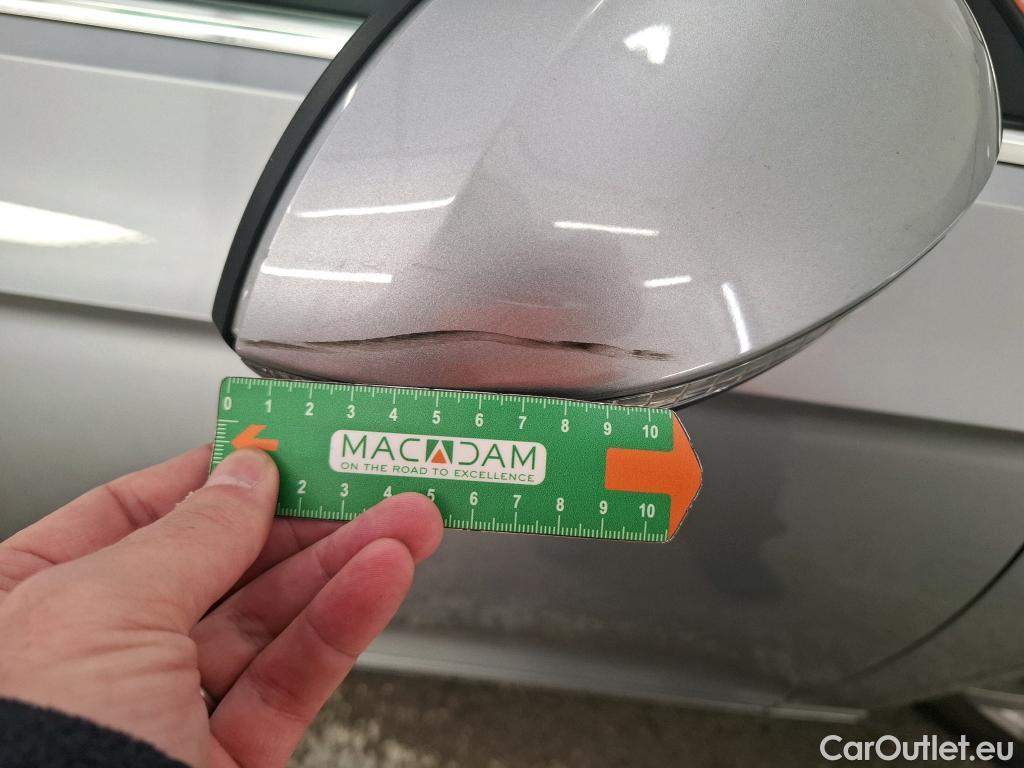 0 1 2 3 4 5 6 7 8 9 10
MACADAM
ON THE ROAD TO EXCELLENCE
2 3 4 5 6 7 8 9 10
CarOutlet.eu